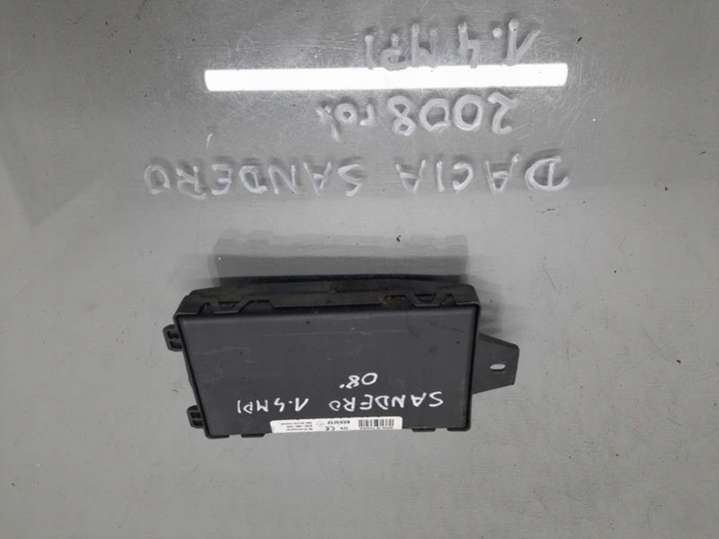 DACIA SANDERO
2008 rok
1.4 MPI
SANDERO 1.4 MPI
08'